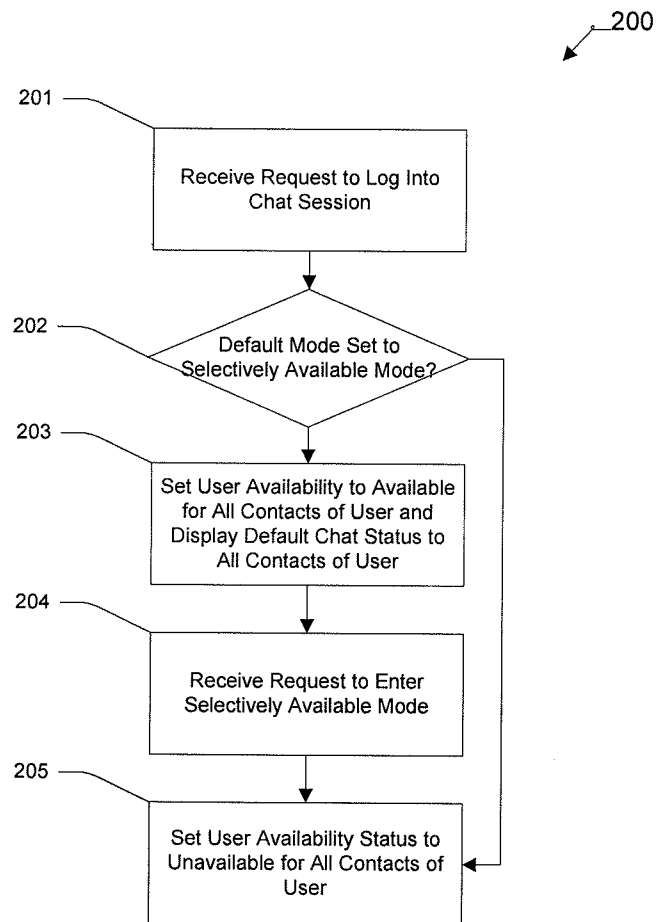 200
201
Receive Request to Log Into
Chat Session
202
Default Mode Set to
Selectively Available Mode?
203
Set User Availability to Available
for All Contacts of User and
Display Default Chat Status to
All Contacts of User
204
Receive Request to Enter
Selectively Available Mode
205
Set User Availability Status to
Unavailable for All Contacts of
User